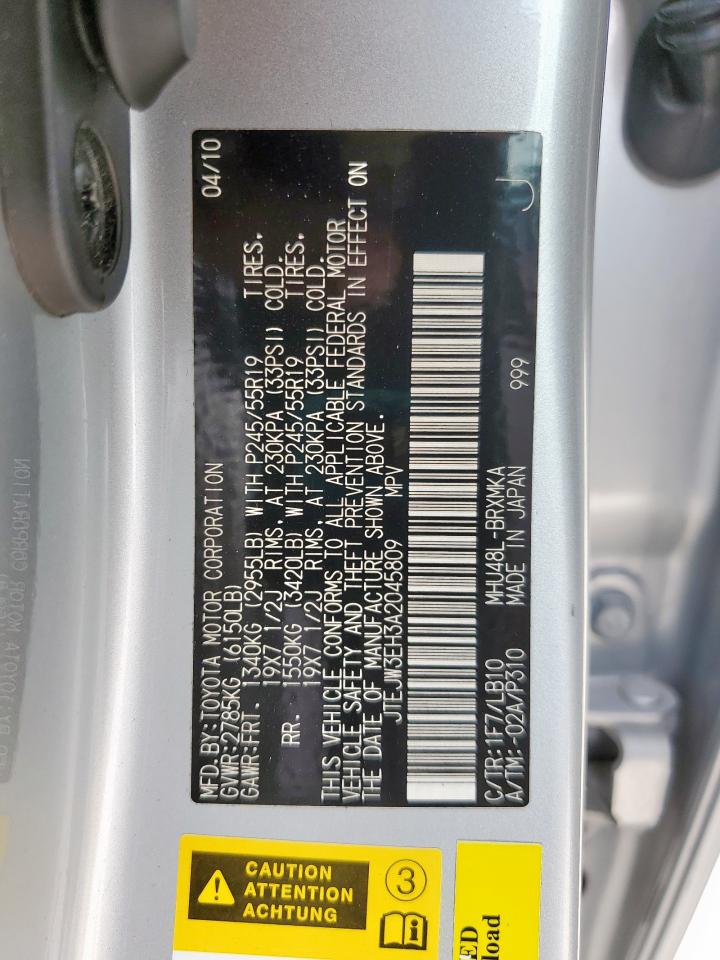 MFD.BY:TOYOTA MOTOR CORPORATION 04/10
GVWR:2785KG (6150LB)
GAWR:FRT. 1340KG (2955LB) WITH P245/55R19 TIRES,
19X7 1/2J RIMS, AT 230KPA (33PSI) COLD.
RR. 1550KG (3420LB) WITH P245/55R19 TIRES,
19X7 1/2J RIMS, AT 230KPA (33PSI) COLD.
THIS VEHICLE CONFORMS TO ALL APPLICABLE FEDERAL MOTOR
VEHICLE SAFETY AND THEFT PREVENTION STANDARDS IN EFFECT ON
THE DATE OF MANUFACTURE SHOWN ABOVE.
JTEJW3EH3A2045809 MPV
C/TR:1F7/LB10 MHU48L-BRXMKA 999
A/TM:-02A/P310 MADE IN JAPAN
J
CAUTION
ATTENTION
ACHTUNG
3
i
ED
load